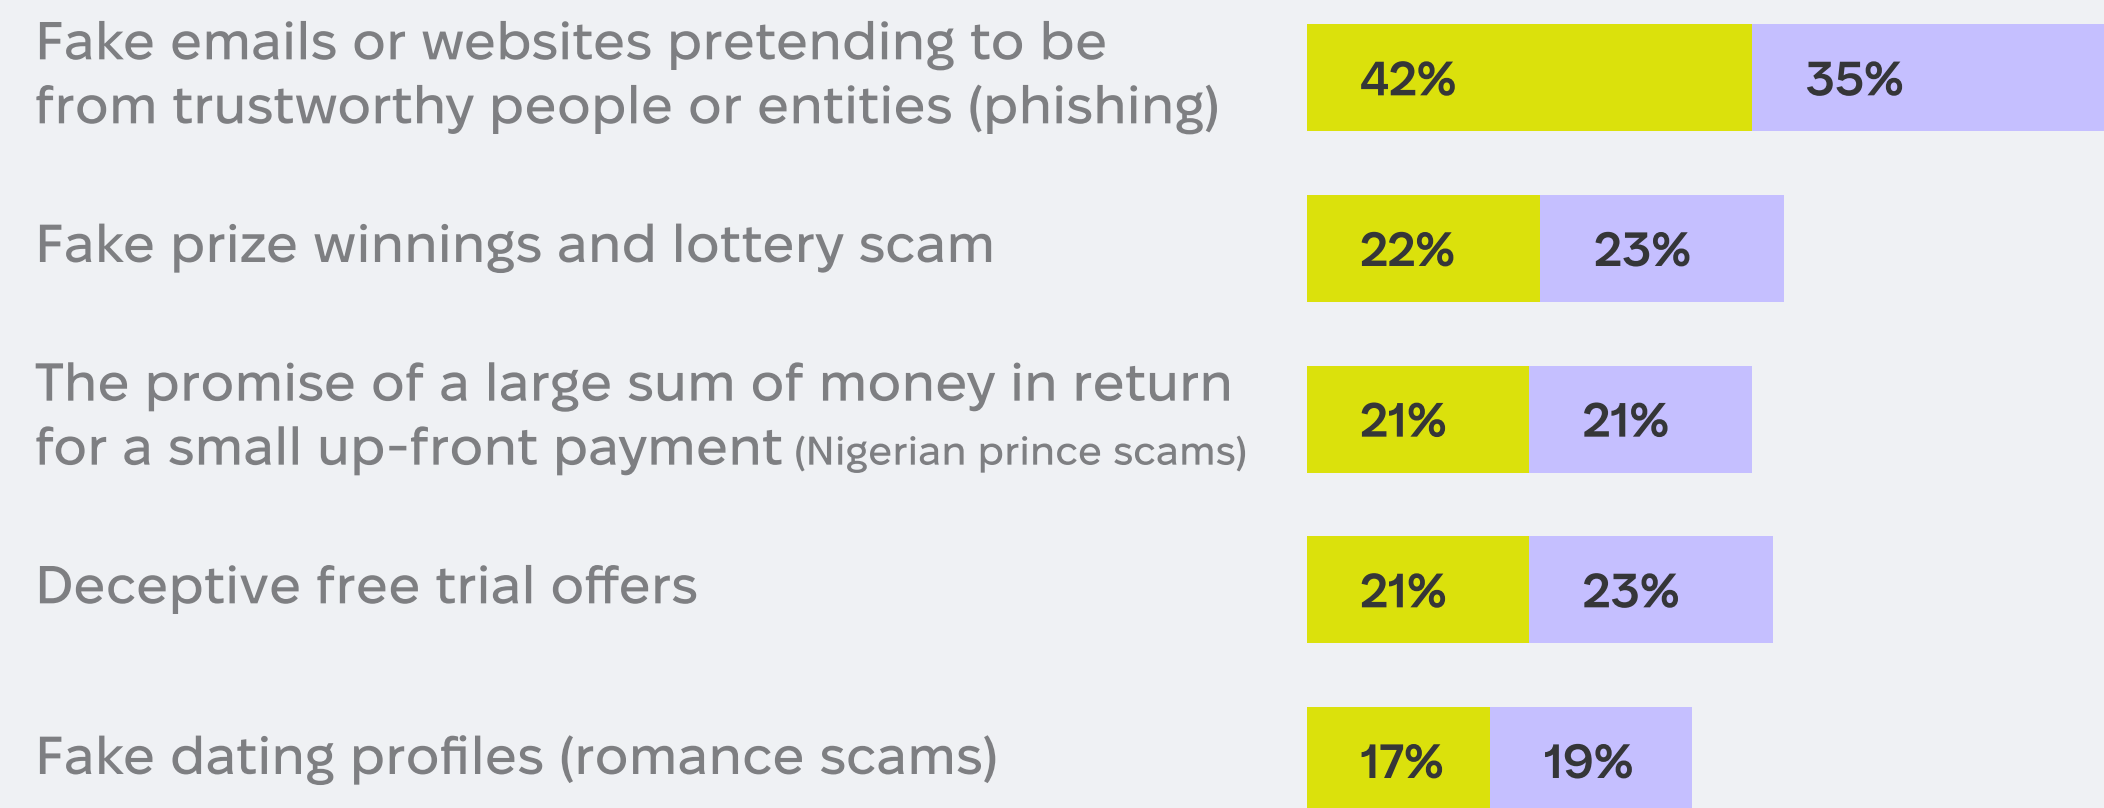 Fake emails or websites pretending to be
from trustworthy people or entities (phishing)
42% 35%
Fake prize winnings and lottery scam
22% 23%
The promise of a large sum of money in return
for a small up-front payment (Nigerian prince scams)
21% 21%
Deceptive free trial offers
21% 23%
Fake dating profiles (romance scams)
17% 19%